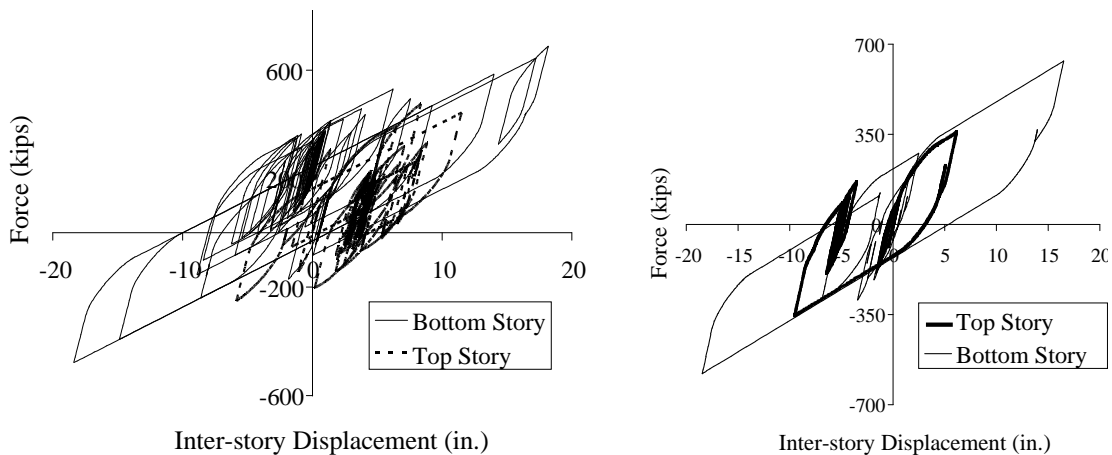 600
Force (kips)
-20 -10 0 10 20
-200
Bottom Story
Top Story
-600
Inter-story Displacement (in.)
700
350
Force (kips)
0
-20 -15 -10 -5 0 5 10 15 20
-350
Top Story
Bottom Story
-700
Inter-story Displacement (in.)